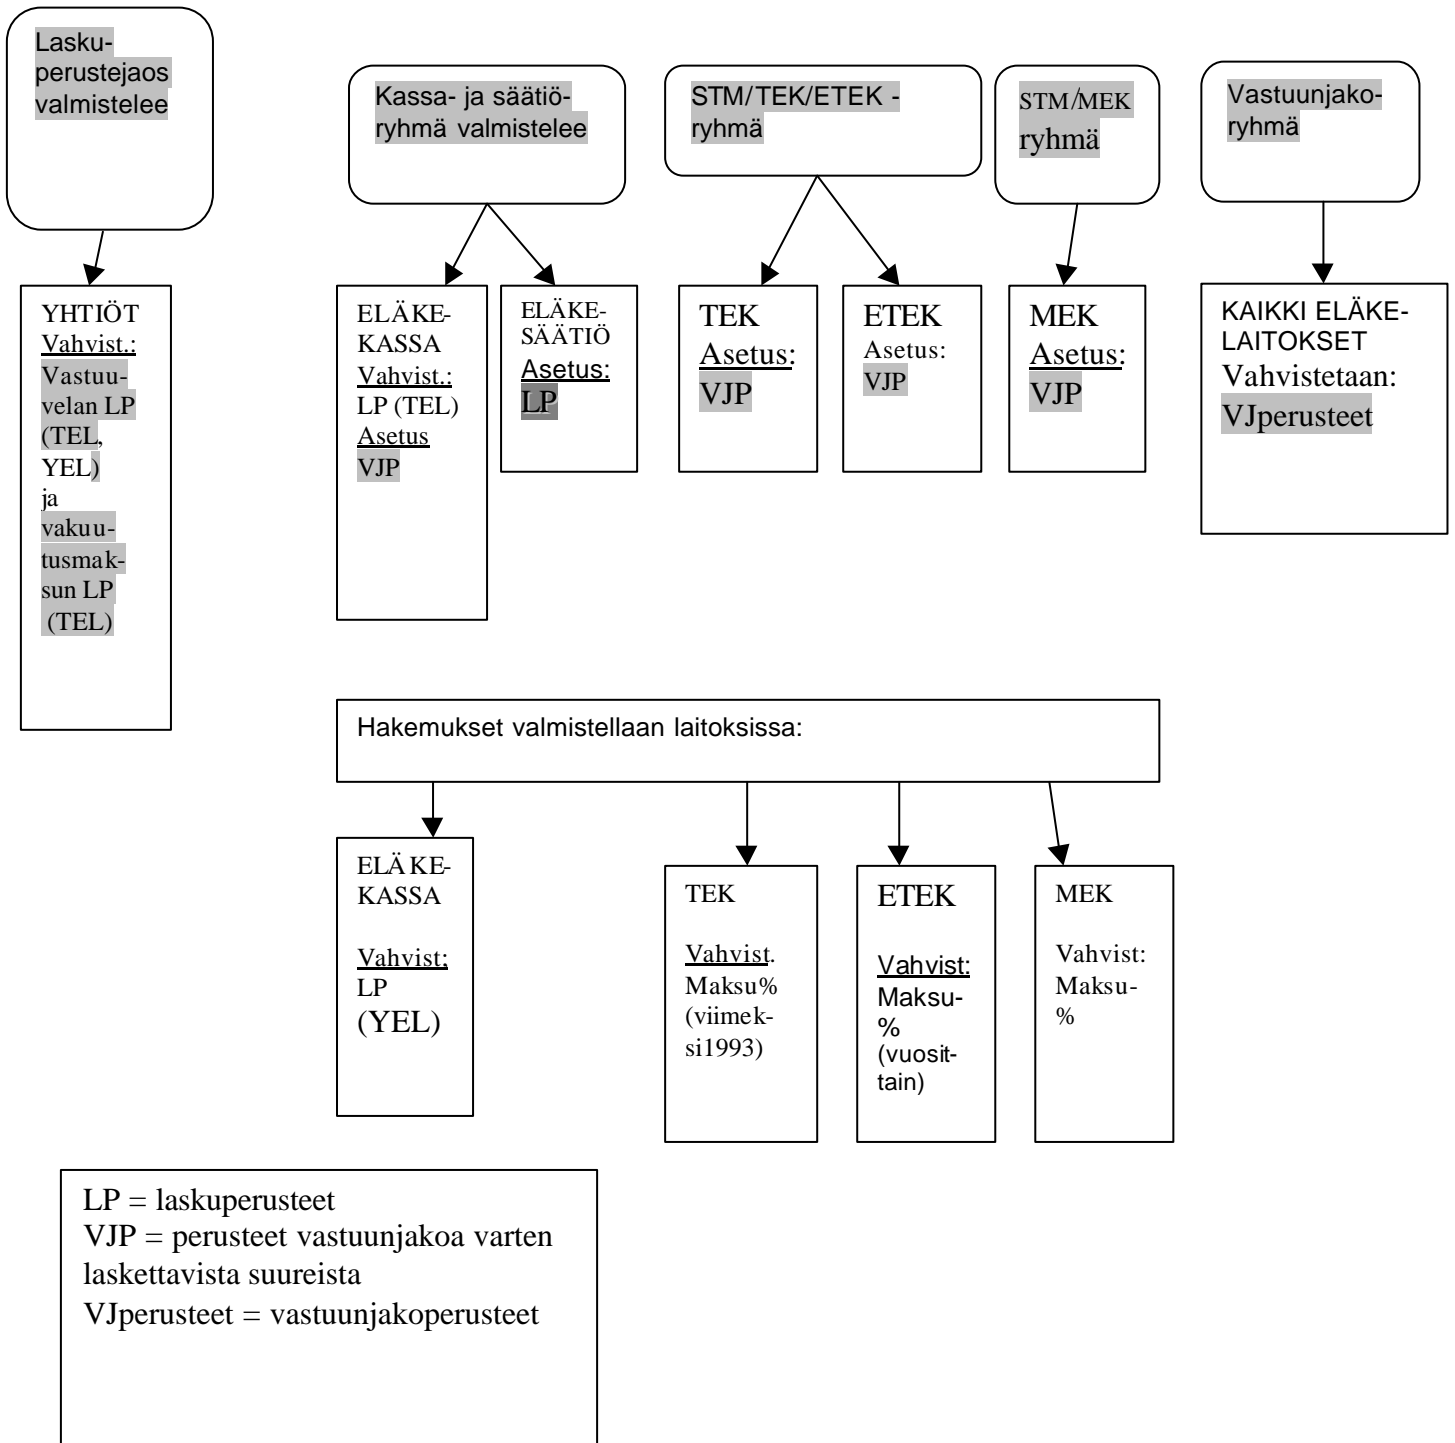 Lasku-
perustejaos
valmistelee
Kassa- ja säätiö-
ryhmä valmistelee
STM/TEK/ETEK -
ryhmä
STM/MEK
ryhmä
Vastuunjako-
ryhmä
YHTIÖT
Vahvist.:
Vastuu-
velan LP
(TEL,
YEL)
ja
vakuu-
tusmak-
sun LP
(TEL)
ELÄKE-
KASSA
Vahvist.:
LP (TEL)
Asetus
VJP
ELÄKE-
SÄÄTIÖ
Asetus:
LP
TEK
Asetus:
VJP
ETEK
Asetus:
VJP
MEK
Asetus:
VJP
KAIKKI ELÄKE-
LAITOKSET
Vahvistetaan:
VJperusteet
Hakemukset valmistellaan laitoksissa:
ELÄKE-
KASSA
Vahvist;
LP
(YEL)
TEK
Vahvist.
Maksu%
(viimek-
si1993)
ETEK
Vahvist:
Maksu-
%
(vuosit-
tain)
MEK
Vahvist:
Maksu-
%
LP = laskuperusteet
VJP = perusteet vastuunjakoa varten
laskettavista suureista
VJperusteet = vastuunjakoperusteet